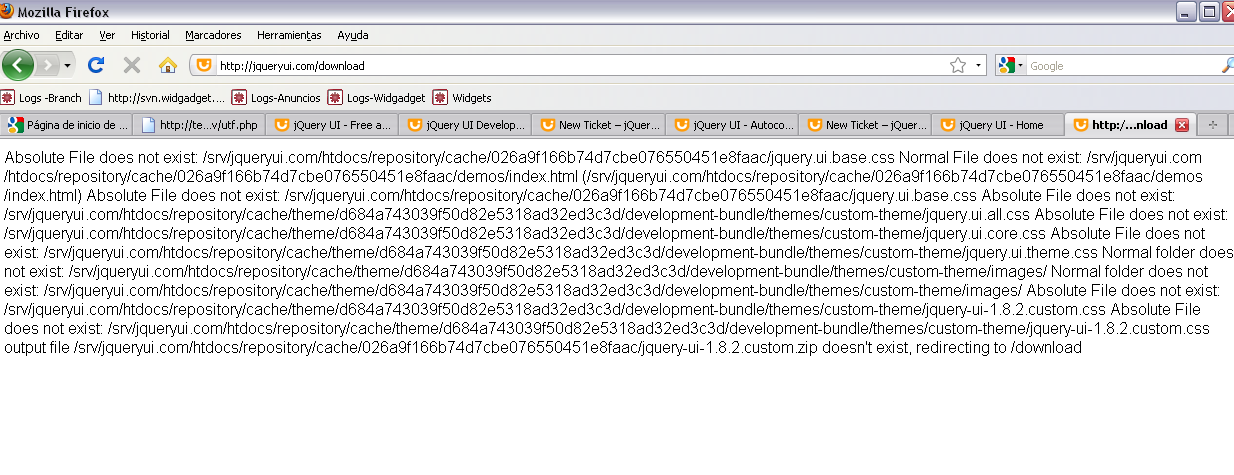 Mozilla Firefox
Archivo Editar Ver Historial Marcadores Herramientas Ayuda
http://jqueryui.com/download
Google
Logs -Branch http://svn.widgadget.... Logs-Anuncios Logs-Widgadget Widgets
Página de inicio de ... http://te...v/utf.php jQuery UI - Free a... jQuery UI Develop... New Ticket – jQuer... jQuery UI - Autoco... New Ticket – jQuer... jQuery UI - Home http:/...nload
Absolute File does not exist: /srv/jqueryui.com/htdocs/repository/cache/026a9f166b74d7cbe076550451e8faac/jquery.ui.base.css Normal File does not exist: /srv/jqueryui.com
/htdocs/repository/cache/026a9f166b74d7cbe076550451e8faac/demos/index.html (/srv/jqueryui.com/htdocs/repository/cache/026a9f166b74d7cbe076550451e8faac/demos
/index.html) Absolute File does not exist: /srv/jqueryui.com/htdocs/repository/cache/026a9f166b74d7cbe076550451e8faac/jquery.ui.base.css Absolute File does not exist:
/srv/jqueryui.com/htdocs/repository/cache/theme/d684a743039f50d82e5318ad32ed3c3d/development-bundle/themes/custom-theme/jquery.ui.all.css Absolute File does not exist:
/srv/jqueryui.com/htdocs/repository/cache/theme/d684a743039f50d82e5318ad32ed3c3d/development-bundle/themes/custom-theme/jquery.ui.core.css Absolute File does not
exist: /srv/jqueryui.com/htdocs/repository/cache/theme/d684a743039f50d82e5318ad32ed3c3d/development-bundle/themes/custom-theme/jquery.ui.theme.css Normal folder does
not exist: /srv/jqueryui.com/htdocs/repository/cache/theme/d684a743039f50d82e5318ad32ed3c3d/development-bundle/themes/custom-theme/images/ Normal folder does not
exist: /srv/jqueryui.com/htdocs/repository/cache/theme/d684a743039f50d82e5318ad32ed3c3d/development-bundle/themes/custom-theme/images/ Absolute File does not exist:
/srv/jqueryui.com/htdocs/repository/cache/theme/d684a743039f50d82e5318ad32ed3c3d/development-bundle/themes/custom-theme/jquery-ui-1.8.2.custom.css Absolute File
does not exist: /srv/jqueryui.com/htdocs/repository/cache/theme/d684a743039f50d82e5318ad32ed3c3d/development-bundle/themes/custom-theme/jquery-ui-1.8.2.custom.css
output file /srv/jqueryui.com/htdocs/repository/cache/026a9f166b74d7cbe076550451e8faac/jquery-ui-1.8.2.custom.zip doesn't exist, redirecting to /download